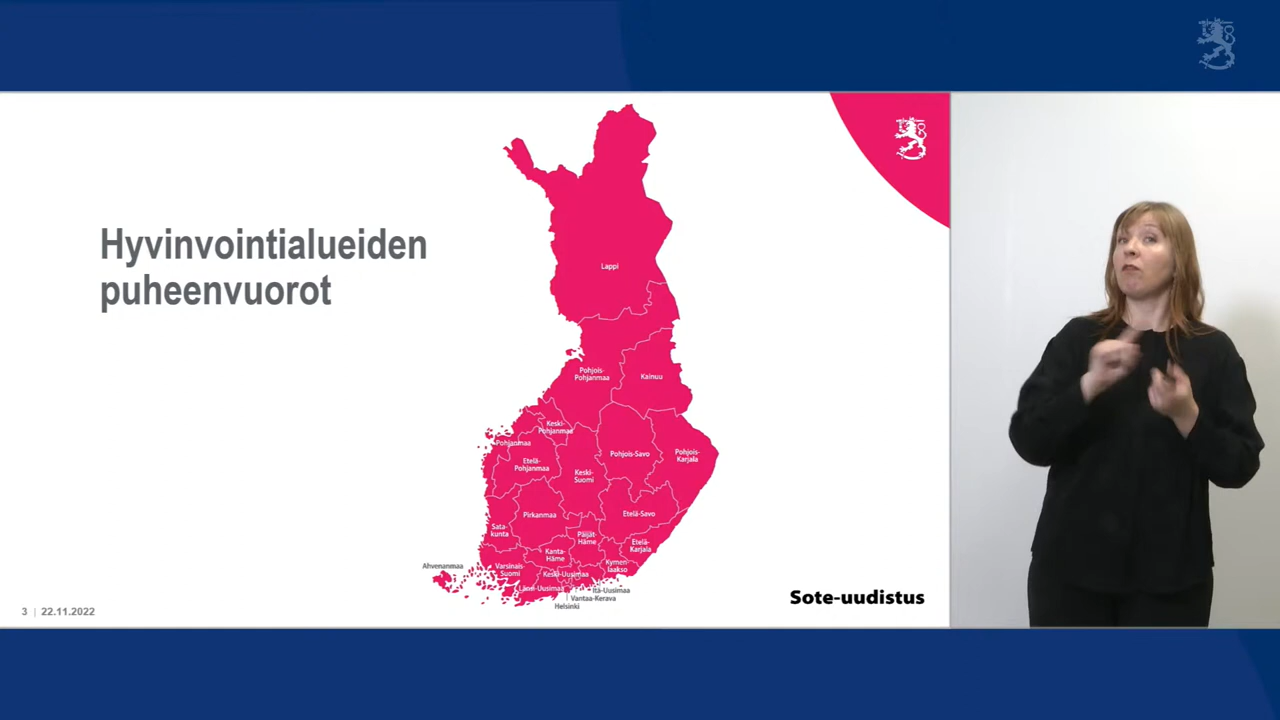 Hyvinvointialueiden
puheenvuorot
Lappi
Pohjois-
Pohjanmaa
Kainuu
Keski-
Pohjanmaa
Pohjanmaa
Etelä-
Pohjanmaa
Keski-
Suomi
Pohjois-Savo
Pohjois-
Karjala
Pirkanmaa
Etelä-Savo
Sata-
kunta
Päijät-
Häme
Etelä-
Karjala
Kanta-
Häme
Kymen-
laakso
Ahvenanmaa
Varsinais-
Suomi
Keski-Uusimaa
Länsi-Uusimaa
Itä-Uusimaa
Vantaa-Kerava
Helsinki
Sote-uudistus
3 | 22.11.2022